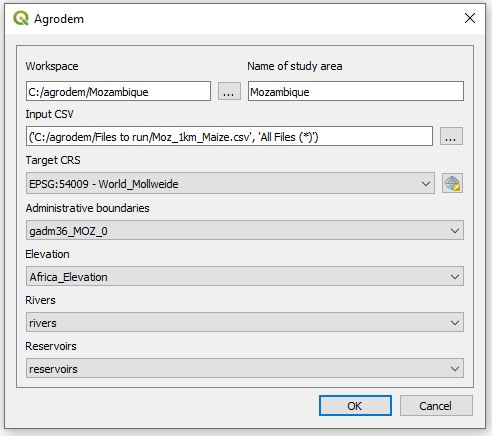 Agrodem
Workspace Name of study area
C:/agrodem/Mozambique ... Mozambique
Input CSV
('C:/agrodem/Files to run/Moz_1km_Maize.csv', 'All Files (*)') ...
Target CRS
EPSG:54009 - World_Mollweide
Administrative boundaries
gadm36_MOZ_0
Elevation
Africa_Elevation
Rivers
rivers
Reservoirs
reservoirs
OK Cancel